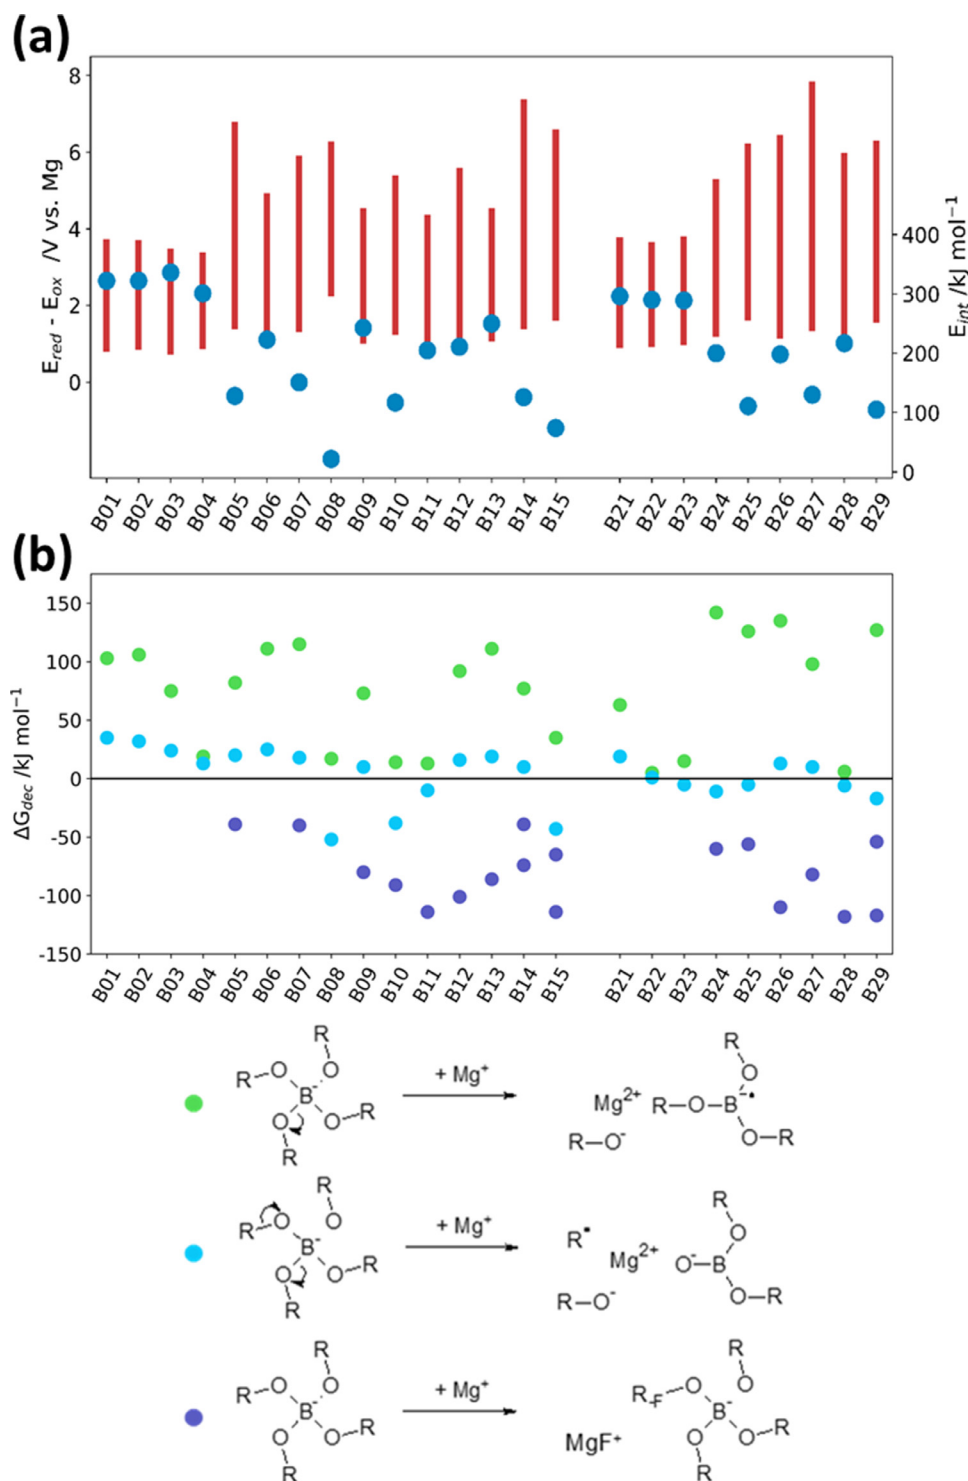 (a)
E_red - E_ox /V vs. Mg
8
6
4
2
0
E_int /kJ mol⁻¹
400
300
200
100
0
B01 B02 B03 B04 B05 B06 B07 B08 B09 B10 B11 B12 B13 B14 B15 B21 B22 B23 B24 B25 B26 B27 B28 B29
(b)
ΔG_dec /kJ mol⁻¹
150
100
50
0
-50
-100
-150
B01 B02 B03 B04 B05 B06 B07 B08 B09 B10 B11 B12 B13 B14 B15 B21 B22 B23 B24 B25 B26 B27 B28 B29
R
R O O
B⁻
O O R
R
+ Mg⁺
R
O
Mg²⁺ R O B⁻•
R O⁻ O R
R
R O O
B⁻
O O R
R
+ Mg⁺
R
R• O
Mg²⁺ O⁻ B
R O⁻ O R
R
R O O
B⁻
O O R
R
+ Mg⁺
R
R -F O O
B⁻
MgF⁺ O O R
R